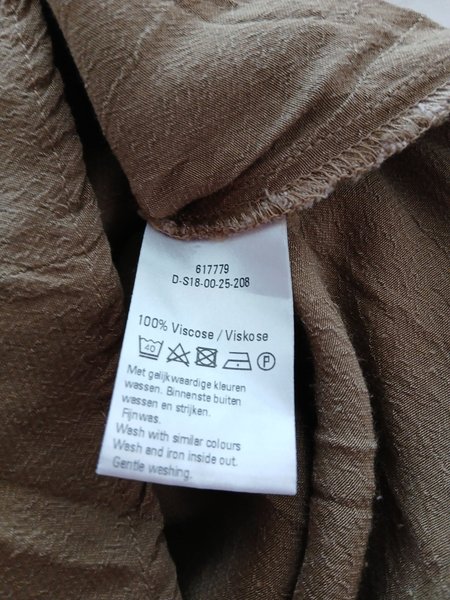 617779
D-S18-00-25-208
100% Viscose / Viskose
40 P
Met gelijkwaardige kleuren
wassen. Binnenste buiten
wassen en strijken.
Fijnwas.
Wash with similar colours
Wash and iron inside out.
Gentle washing.